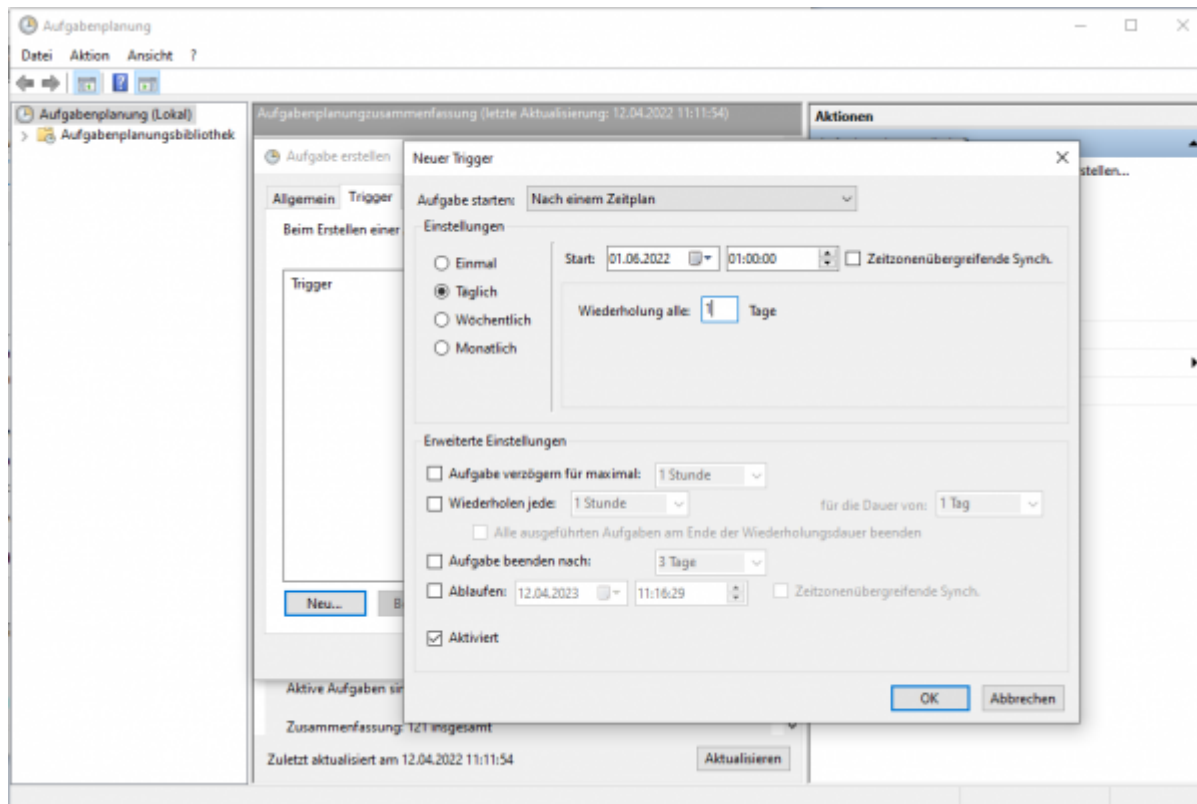 Aufgabenplanung
Datei Aktion Ansicht ?
Aufgabenplanung (Lokal)
Aufgabenplanungsbibliothek
Aufgabenplanungzusammenfassung (letzte Aktualisierung: 12.04.2022 11:11:54)
Aufgabe erstellen
Allgemein Trigger
Beim Erstellen einer
Trigger
Neu...
Aktive Aufgaben
Zusammenfassung: 121 insgesamt
Zuletzt aktualisiert am 12.04.2022 11:11:54
Aktualisieren
Neuer Trigger
Aufgabe starten: Nach einem Zeitplan
Einstellungen
Einmal
Täglich
Wöchentlich
Monatlich
Start: 01.06.2022 01:00:00 Zeitzonenübergreifende Synch.
Wiederholung alle: 1 Tage
Erweiterte Einstellungen
Aufgabe verzögern für maximal: 1 Stunde
Wiederholen jede: 1 Stunde für die Dauer von: 1 Tag
Alle ausgeführten Aufgaben am Ende der Wiederholungsdauer beenden
Aufgabe beenden nach: 3 Tage
Ablaufen: 12.04.2023 11:16:29 Zeitzonenübergreifende Synch.
Aktiviert
OK Abbrechen
Aktionen
stellen...